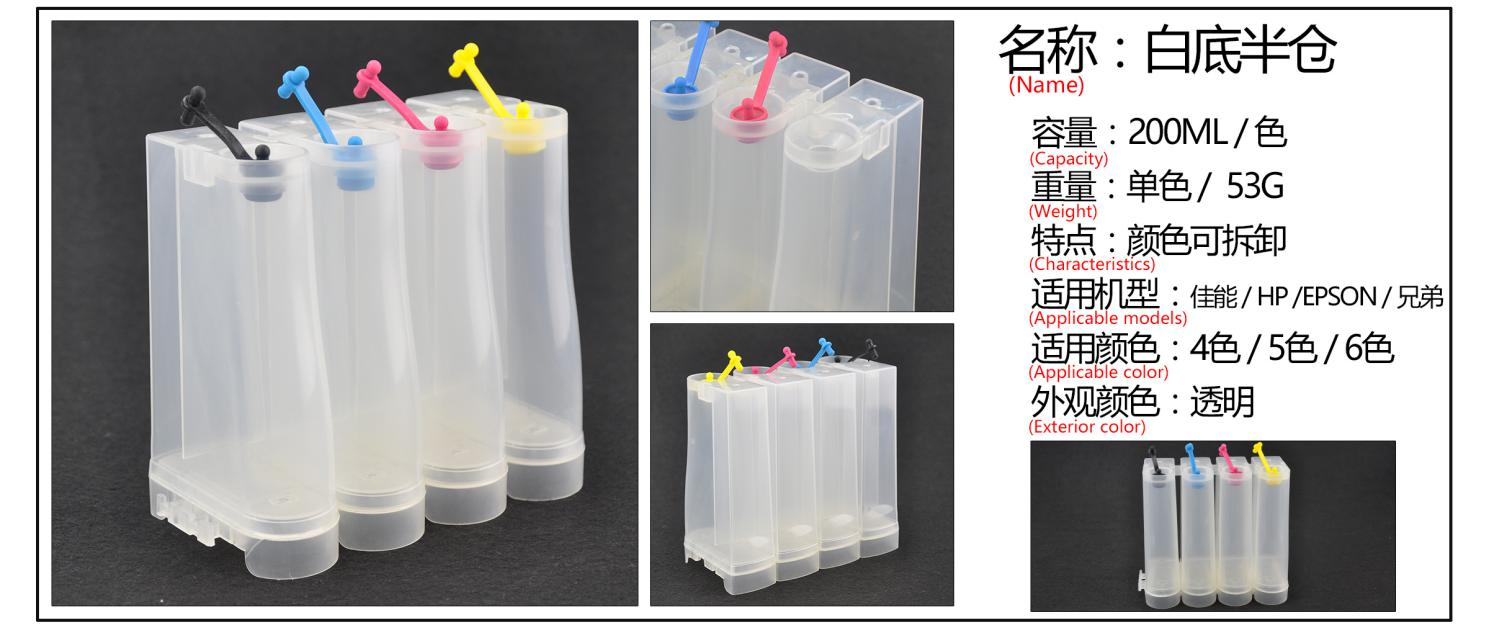 名称：白底半仓
(Name)
容量：200ML / 色
(Capacity)
重量：单色 / 53G
(Weight)
特点：颜色可拆卸
(Characteristics)
适用机型：佳能 / HP /EPSON / 兄弟
(Applicable models)
适用颜色：4色 / 5色 / 6色
(Applicable color)
外观颜色：透明
(Exterior color)